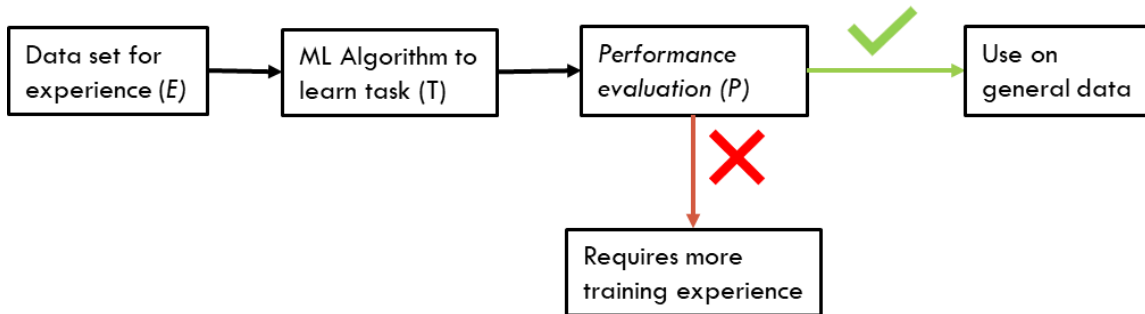 Data set for
experience (E)
ML Algorithm to
learn task (T)
Performance
evaluation (P)
Use on
general data
Requires more
training experience